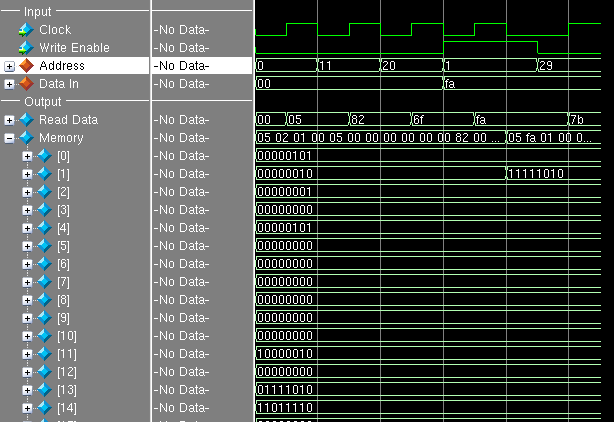 Input
Clock -No Data-
Write Enable -No Data-
Address -No Data- 0 11 20 1 29
Data In -No Data- 00 fa
Output
Read Data -No Data- 00 05 82 6f fa 7b
Memory -No Data- 05 02 01 00 05 00 00 00 00 00 00 82 00 ... 05 fa 01 00 0...
[0] -No Data- 00000101
[1] -No Data- 00000010 11111010
[2] -No Data- 00000001
[3] -No Data- 00000000
[4] -No Data- 00000101
[5] -No Data- 00000000
[6] -No Data- 00000000
[7] -No Data- 00000000
[8] -No Data- 00000000
[9] -No Data- 00000000
[10] -No Data- 00000000
[11] -No Data- 10000010
[12] -No Data- 00000000
[13] -No Data- 01111010
[14] -No Data- 11011110